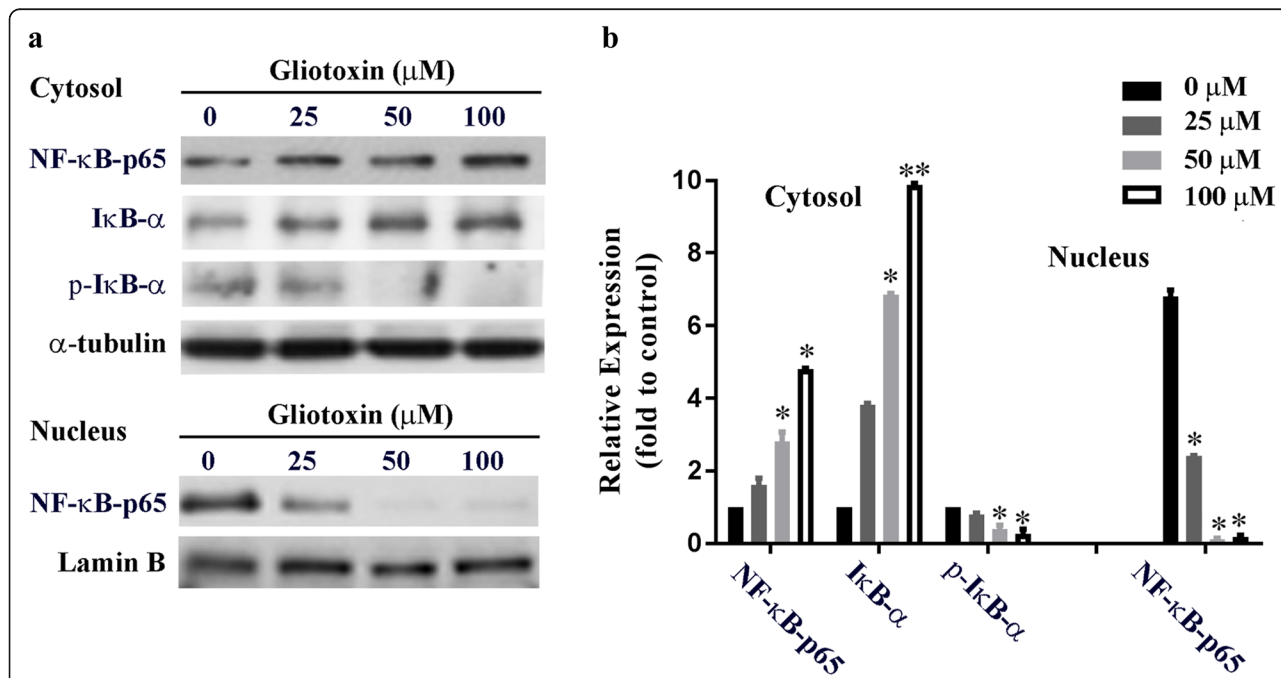 a
Gliotoxin (μM)
Cytosol
0 25 50 100
NF-κB-p65
IκB-α
p-IκB-α
α-tubulin
Gliotoxin (μM)
Nucleus
0 25 50 100
NF-κB-p65
Lamin B
b
0 μM
25 μM
50 μM
100 μM
Cytosol
Nucleus
Relative Expression
(fold to control)
10
8
6
4
2
0
* * * ** * * * * *
NF-κB-p65
IκB-α
p-IκB-α
NF-κB-p65